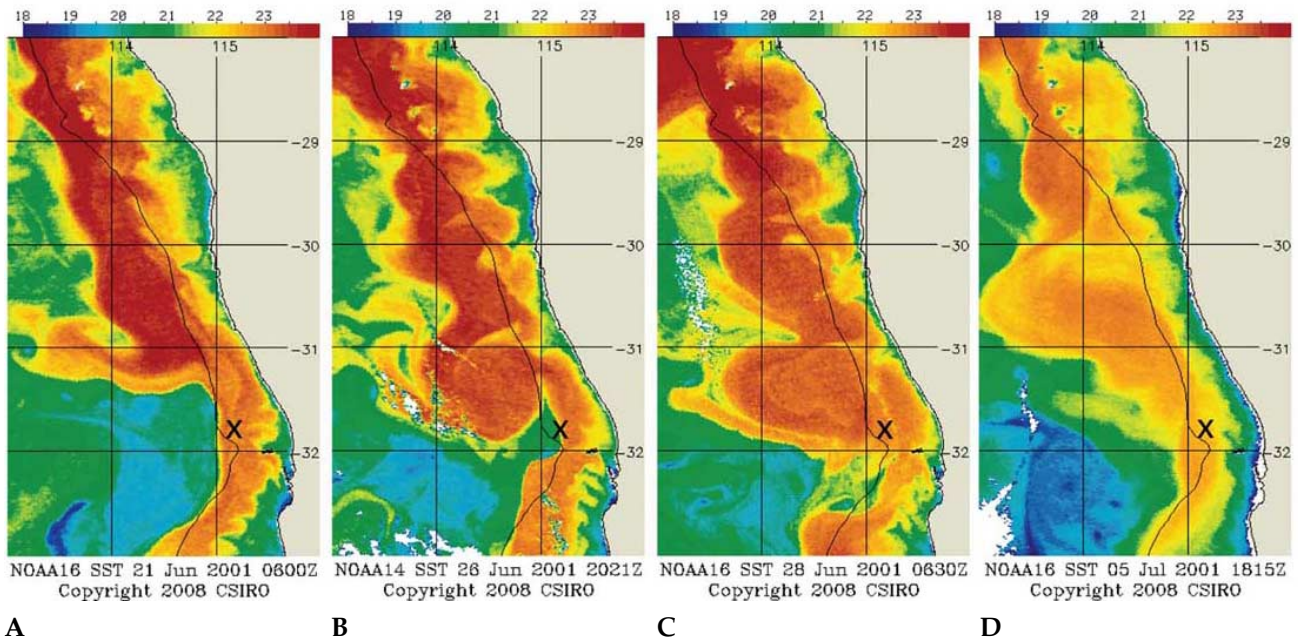 18 19 20 21 22 23
114 115
-29
-30
-31
X
-32
NOAA16 SST 21 Jun 2001 0600Z
Copyright 2008 CSIRO
A
18 19 20 21 22 23
114 115
-29
-30
-31
X
-32
NOAA14 SST 26 Jun 2001 2021Z
Copyright 2008 CSIRO
B
18 19 20 21 22 23
114 115
-29
-30
-31
X
-32
NOAA16 SST 28 Jun 2001 0630Z
Copyright 2008 CSIRO
C
18 19 20 21 22 23
114 115
-29
-30
-31
X
-32
NOAA16 SST 05 Jul 2001 1815Z
Copyright 2008 CSIRO
D